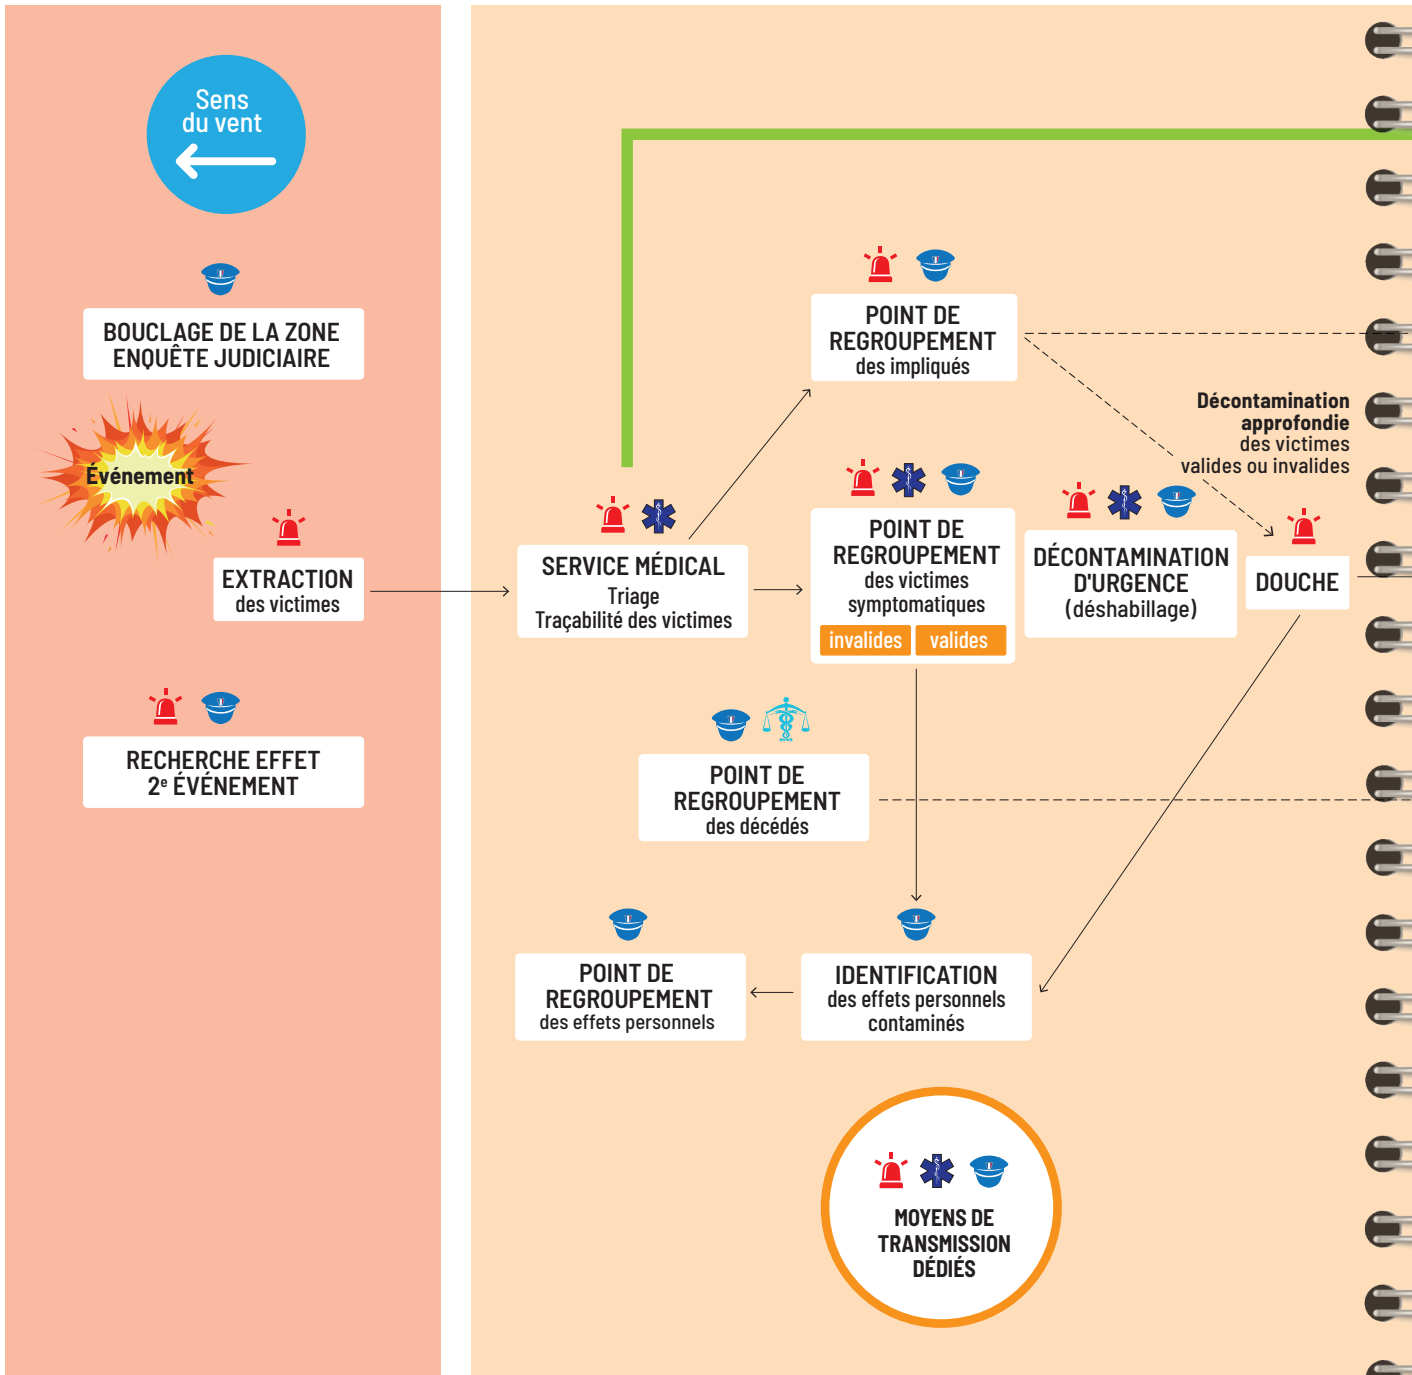 Sens
du vent
BOUCLAGE DE LA ZONE
ENQUÊTE JUDICIAIRE
Événement
EXTRACTION
des victimes
RECHERCHE EFFET
2e ÉVÉNEMENT
SERVICE MÉDICAL
Triage
Traçabilité des victimes
POINT DE
REGROUPEMENT
des impliqués
POINT DE
REGROUPEMENT
des victimes
symptomatiques
invalides valides
Décontamination
approfondie
des victimes
valides ou invalides
DÉCONTAMINATION
D'URGENCE
(déshabillage)
DOUCHE
POINT DE
REGROUPEMENT
des décédés
POINT DE
REGROUPEMENT
des effets personnels
IDENTIFICATION
des effets personnels
contaminés
MOYENS DE
TRANSMISSION
DÉDIÉS